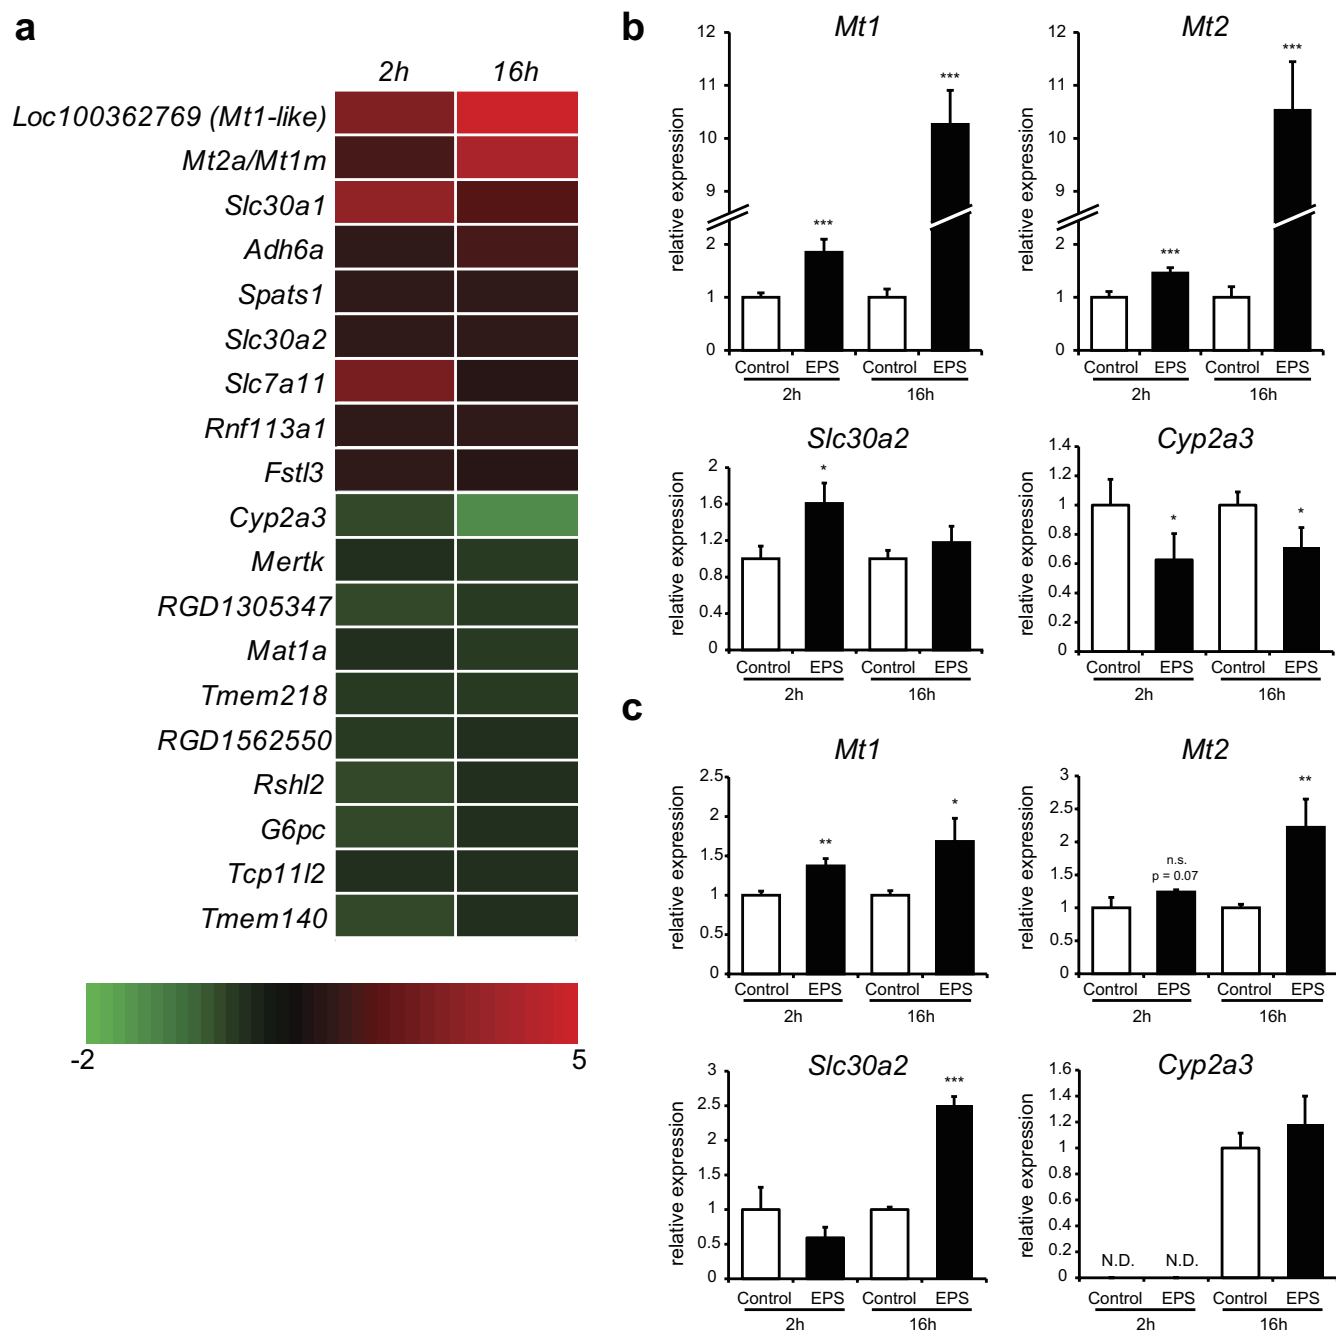 a
2h 16h
Loc100362769 (Mt1-like)
Mt2a/Mt1m
Slc30a1
Adh6a
Spats1
Slc30a2
Slc7a11
Rnf113a1
Fstl3
Cyp2a3
Mertk
RGD1305347
Mat1a
Tmem218
RGD1562550
Rshl2
G6pc
Tcp11l2
Tmem140
-2 5
b
Mt1
relative expression
12
11
10
9
2
1
0
***
***
Control EPS Control EPS
2h 16h
Mt2
relative expression
12
11
10
9
2
1
0
***
***
Control EPS Control EPS
2h 16h
Slc30a2
relative expression
2
1.6
1.2
0.8
0.4
0
*
Control EPS Control EPS
2h 16h
Cyp2a3
relative expression
1.4
1.2
1
0.8
0.6
0.4
0.2
0
*
*
Control EPS Control EPS
2h 16h
c
Mt1
relative expression
2.5
2
1.5
1
0.5
0
**
*
Control EPS Control EPS
2h 16h
Mt2
relative expression
3
2.5
2
1.5
1
0.5
0
n.s.
p = 0.07
**
Control EPS Control EPS
2h 16h
Slc30a2
relative expression
3
2.5
2
1.5
1
0.5
0
***
Control EPS Control EPS
2h 16h
Cyp2a3
relative expression
1.6
1.4
1.2
1
0.8
0.6
0.4
0.2
0
N.D. N.D.
Control EPS Control EPS
2h 16h